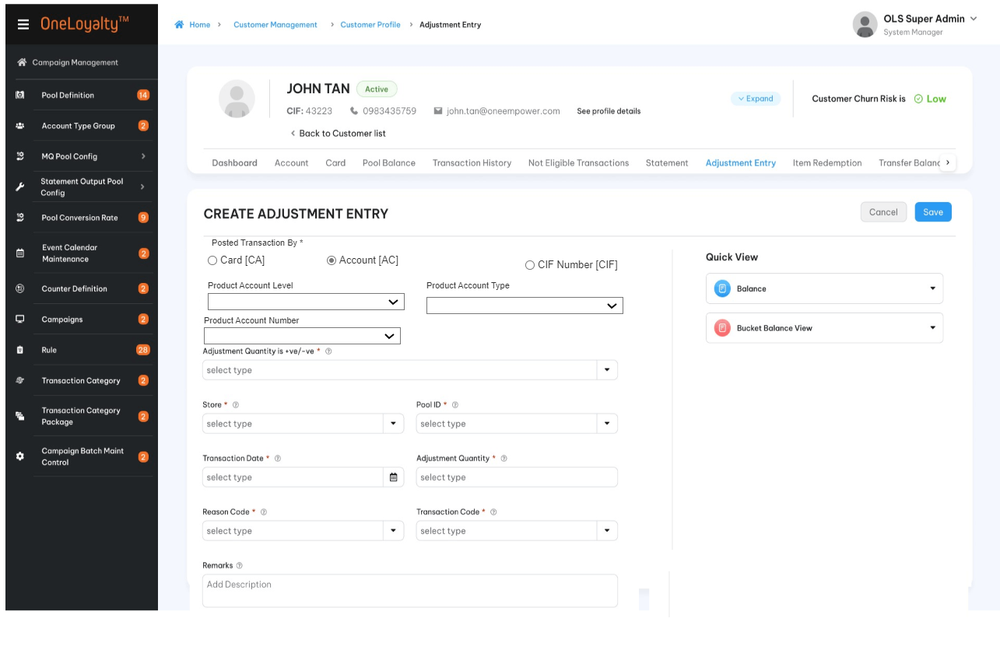 OneLoyalty™
Home > Customer Management > Customer Profile > Adjustment Entry
OLS Super Admin
System Manager
Campaign Management
Pool Definition 14
Account Type Group 2
MQ Pool Config
Statement Output Pool
Config
Pool Conversion Rate 9
Event Calendar
Maintenance 2
Counter Definition 2
Campaigns 2
Rule 28
Transaction Category 2
Transaction Category
Package 2
Campaign Batch Maint
Control 2
JOHN TAN Active
CIF: 43223 0983435759 john.tan@oneempower.com See profile details
Expand
Customer Churn Risk is Low
< Back to Customer list
Dashboard Account Card Pool Balance Transaction History Not Eligible Transactions Statement Adjustment Entry Item Redemption Transfer Balanc
CREATE ADJUSTMENT ENTRY
Cancel Save
Posted Transaction By *
Card [CA] Account [AC] CIF Number [CIF]
Product Account Level Product Account Type
Product Account Number
Adjustment Quantity is +ve/-ve *
select type
Store * Pool ID *
select type select type
Transaction Date * Adjustment Quantity *
select type select type
Reason Code * Transaction Code *
select type select type
Remarks
Add Description
Quick View
Balance
Bucket Balance View